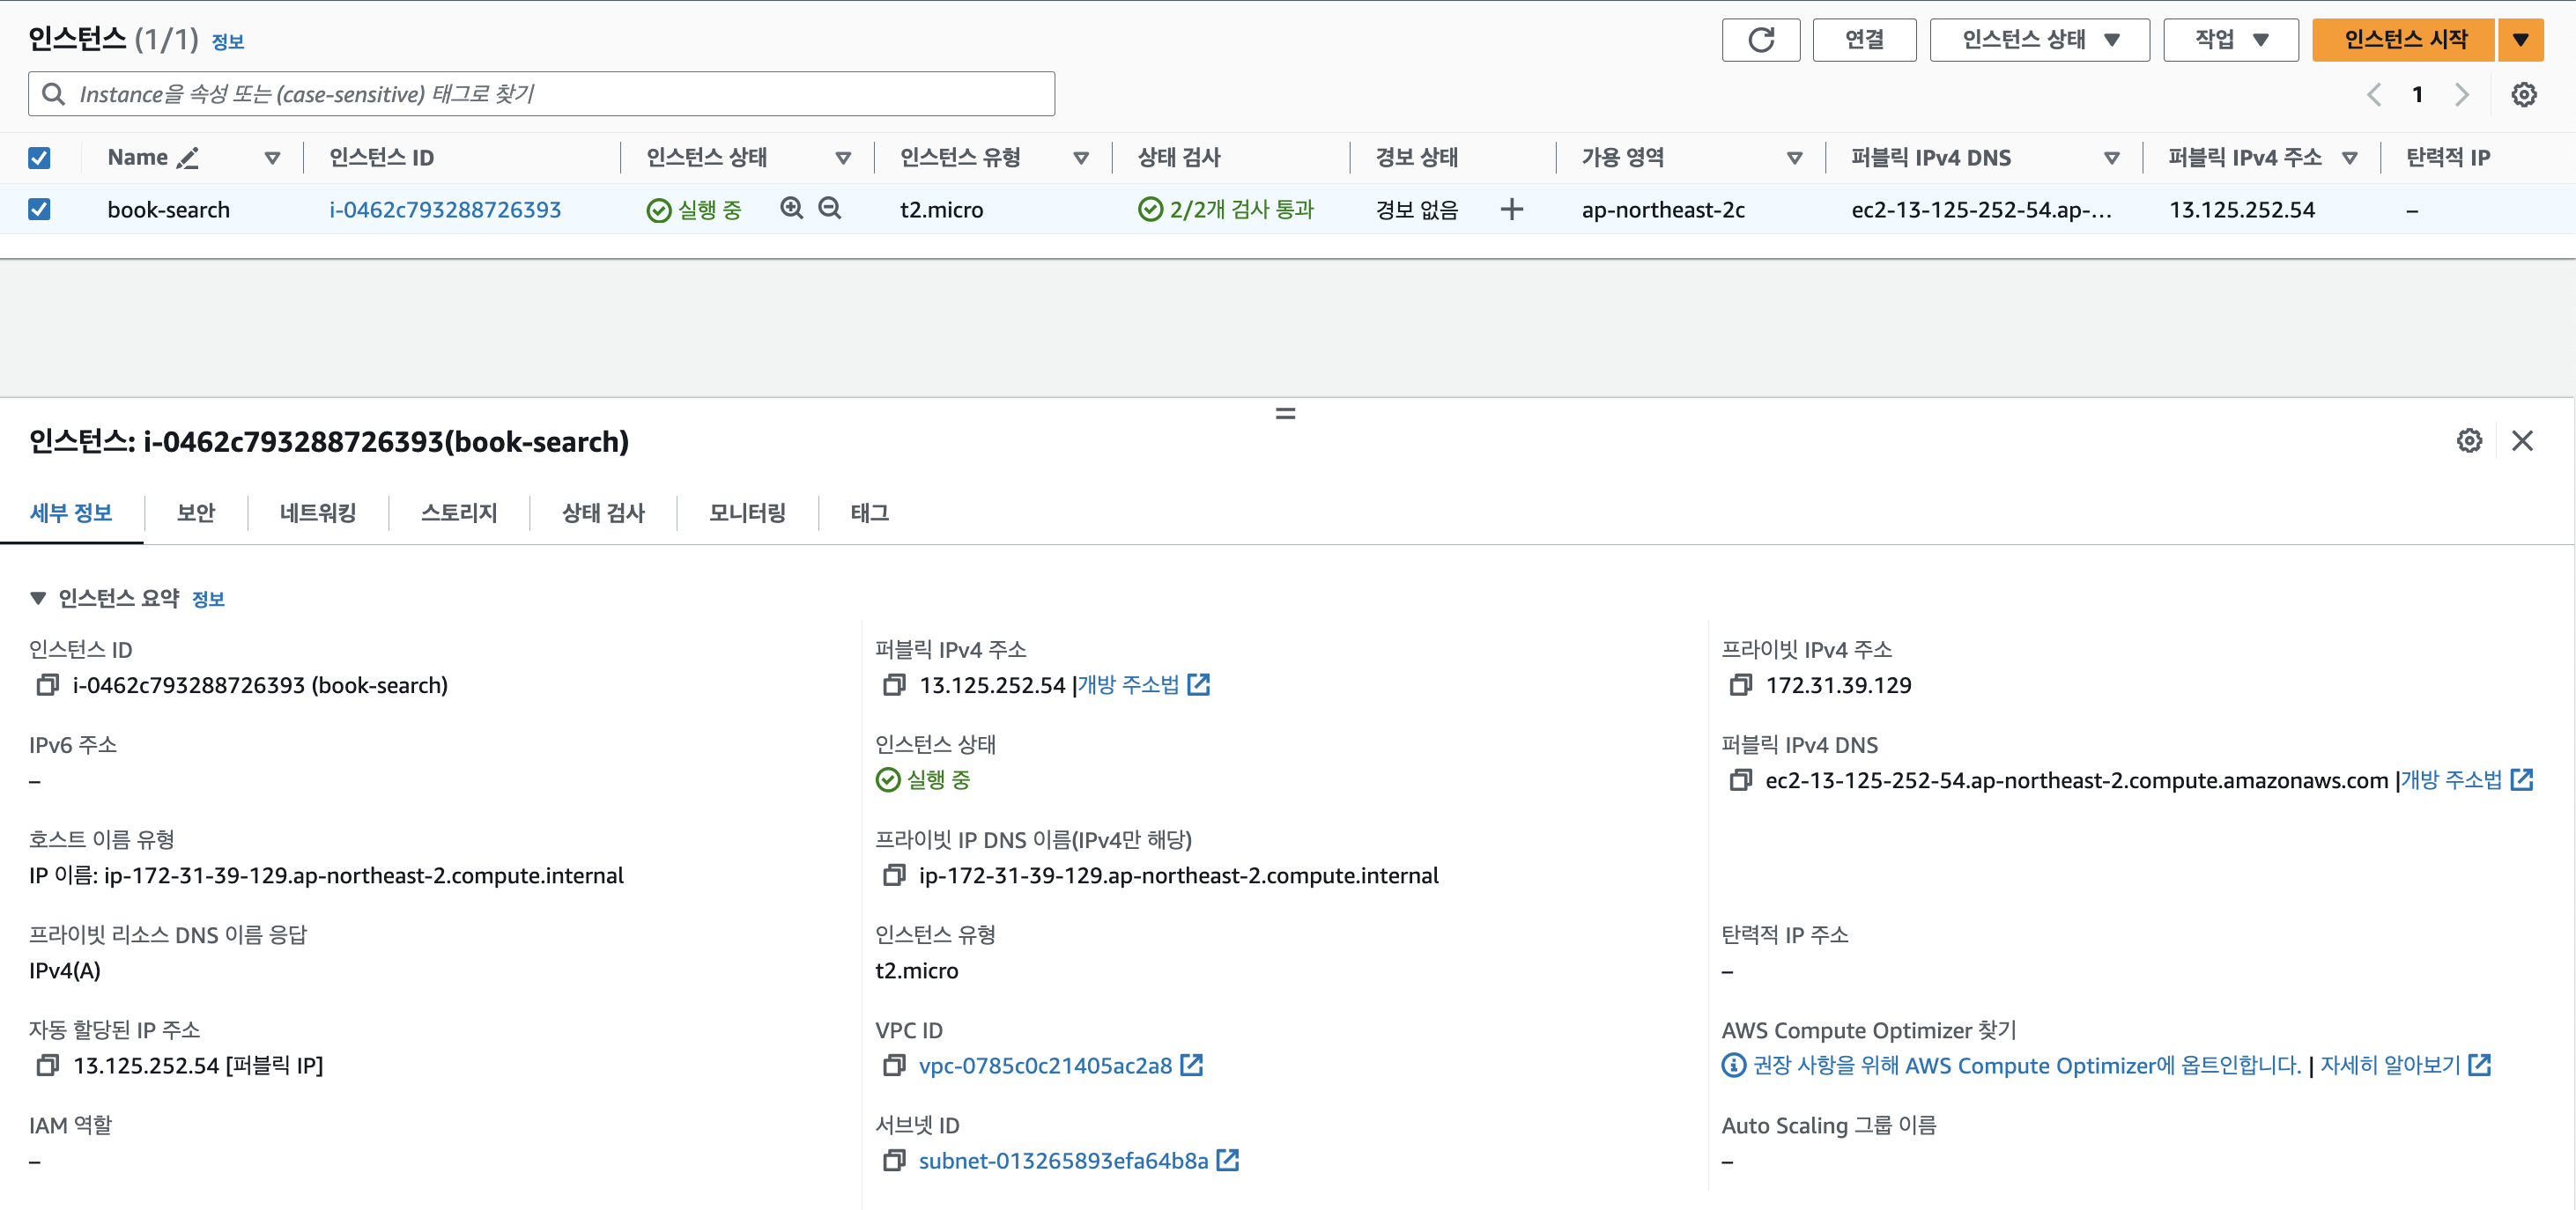 인스턴스 (1/1) 정보
연결
인스턴스 상태
작업
인스턴스 시작
Instance을 속성 또는 (case-sensitive) 태그로 찾기
1
Name 인스턴스 ID 인스턴스 상태 인스턴스 유형 상태 검사 경보 상태 가용 영역 퍼블릭 IPv4 DNS 퍼블릭 IPv4 주소 탄력적 IP
book-search i-0462c793288726393 실행 중 t2.micro 2/2개 검사 통과 경보 없음 + ap-northeast-2c ec2-13-125-252-54.ap-... 13.125.252.54 –
인스턴스: i-0462c793288726393(book-search)
세부 정보 보안 네트워킹 스토리지 상태 검사 모니터링 태그
인스턴스 요약 정보
인스턴스 ID
i-0462c793288726393 (book-search)
퍼블릭 IPv4 주소
13.125.252.54 |개방 주소법
프라이빗 IPv4 주소
172.31.39.129
IPv6 주소
–
인스턴스 상태
실행 중
퍼블릭 IPv4 DNS
ec2-13-125-252-54.ap-northeast-2.compute.amazonaws.com |개방 주소법
호스트 이름 유형
IP 이름: ip-172-31-39-129.ap-northeast-2.compute.internal
프라이빗 IP DNS 이름(IPv4만 해당)
ip-172-31-39-129.ap-northeast-2.compute.internal
프라이빗 리소스 DNS 이름 응답
IPv4(A)
인스턴스 유형
t2.micro
탄력적 IP 주소
–
자동 할당된 IP 주소
13.125.252.54 [퍼블릭 IP]
VPC ID
vpc-0785c0c21405ac2a8
AWS Compute Optimizer 찾기
권장 사항을 위해 AWS Compute Optimizer에 옵트인합니다. | 자세히 알아보기
IAM 역할
–
서브넷 ID
subnet-013265893efa64b8a
Auto Scaling 그룹 이름
–